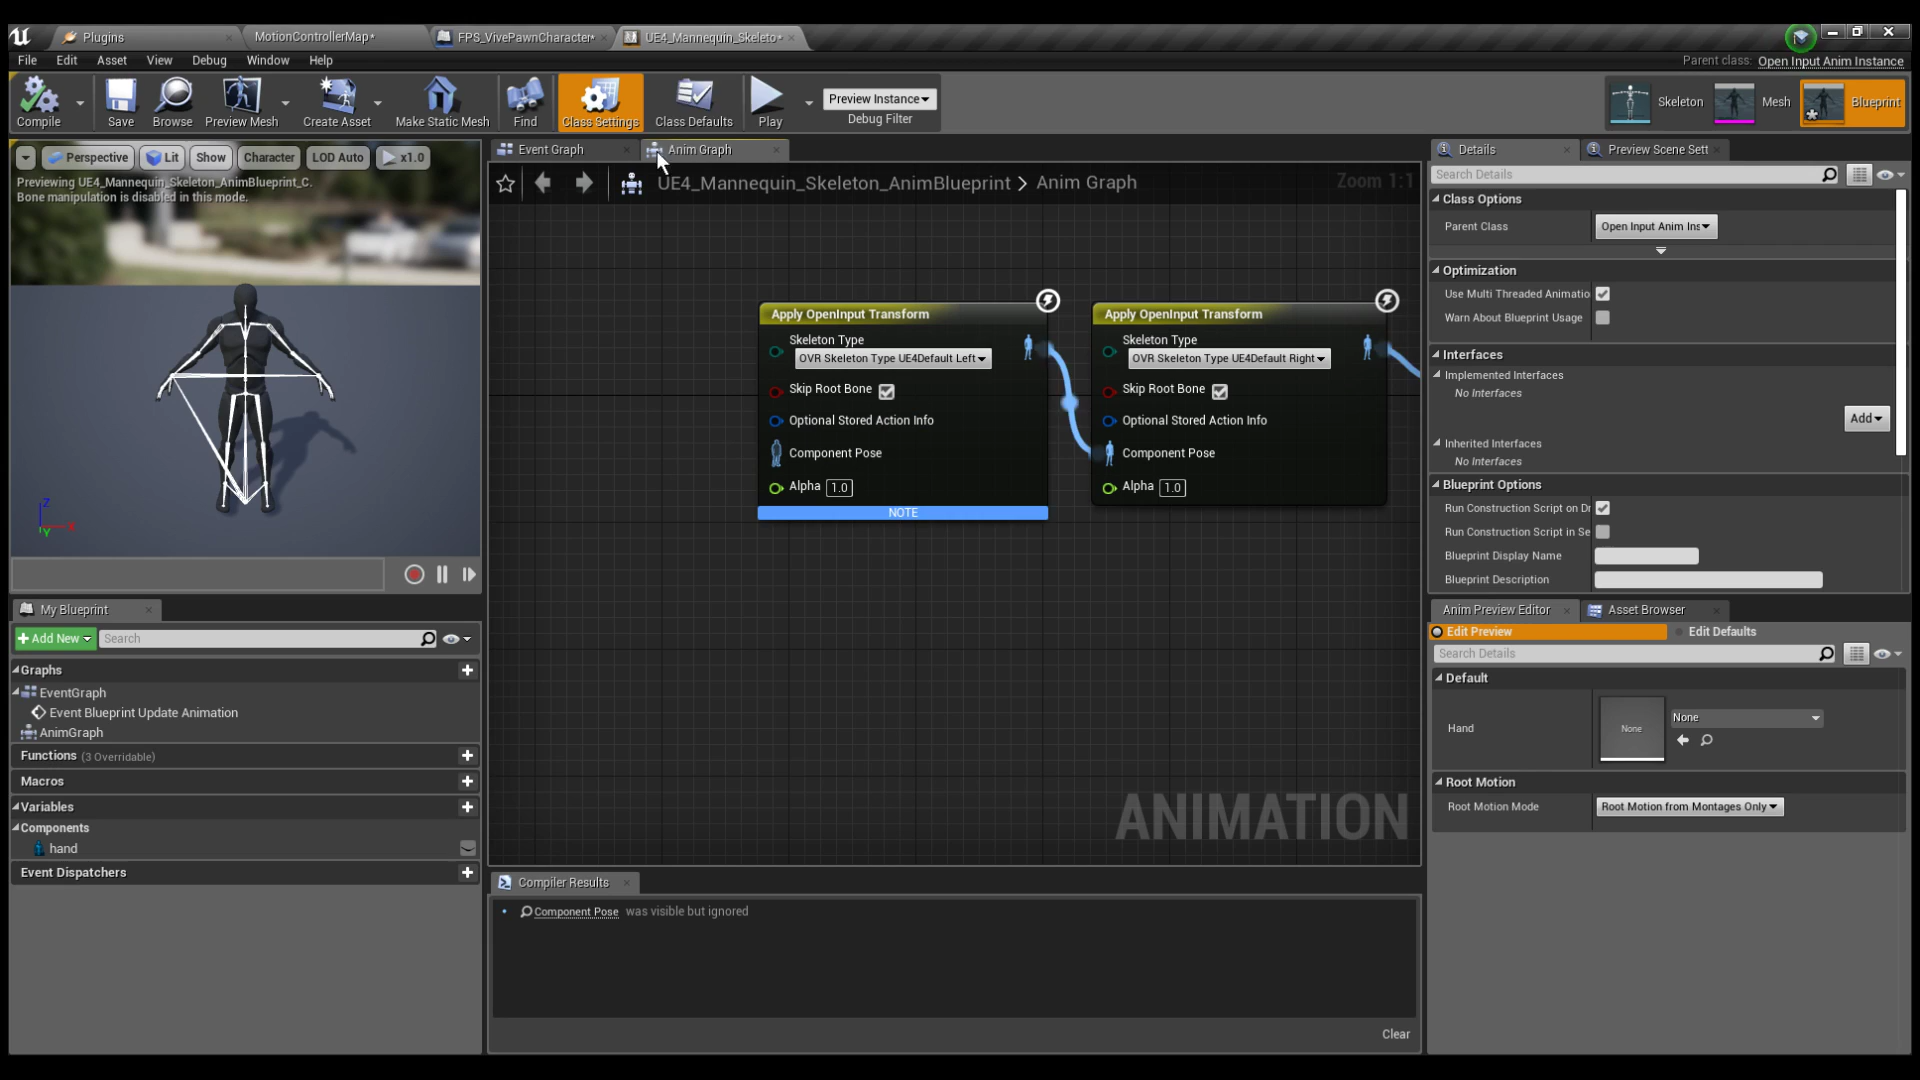 Plugins
MotionControllerMap*
FPS_VivePawnCharacter*
UE4_Mannequin_Skeleto*
File Edit Asset View Debug Window Help
Parent class: Open Input Anim Instance
Compile Save Browse Preview Mesh Create Asset Make Static Mesh Find Class Settings Class Defaults Play
Preview Instance
Debug Filter
Skeleton Mesh Blueprint
Perspective Lit Show Character LOD Auto x1.0
Previewing UE4_Mannequin_Skeleton_AnimBlueprint_C.
Bone manipulation is disabled in this mode.
Z
X
Y
Event Graph
Anim Graph
UE4_Mannequin_Skeleton_AnimBlueprint > Anim Graph
Zoom 1:1
Apply OpenInput Transform
Skeleton Type
OVR Skeleton Type UE4Default Left
Skip Root Bone
Optional Stored Action Info
Component Pose
Alpha 1.0
NOTE
Apply OpenInput Transform
Skeleton Type
OVR Skeleton Type UE4Default Right
Skip Root Bone
Optional Stored Action Info
Component Pose
Alpha 1.0
ANIMATION
Compiler Results
Component Pose was visible but ignored
Clear
My Blueprint
Add New
Search
Graphs
EventGraph
Event Blueprint Update Animation
AnimGraph
Functions (3 Overridable)
Macros
Variables
Components
hand
Event Dispatchers
Details
Preview Scene Sett
Search Details
Class Options
Parent Class Open Input Anim Ins
Optimization
Use Multi Threaded Animatio
Warn About Blueprint Usage
Interfaces
Implemented Interfaces
No Interfaces
Add
Inherited Interfaces
No Interfaces
Blueprint Options
Run Construction Script on Dr
Run Construction Script in Se
Blueprint Display Name
Blueprint Description
Anim Preview Editor
Asset Browser
Edit Preview
Edit Defaults
Search Details
Default
Hand None None
Root Motion
Root Motion Mode Root Motion from Montages Only